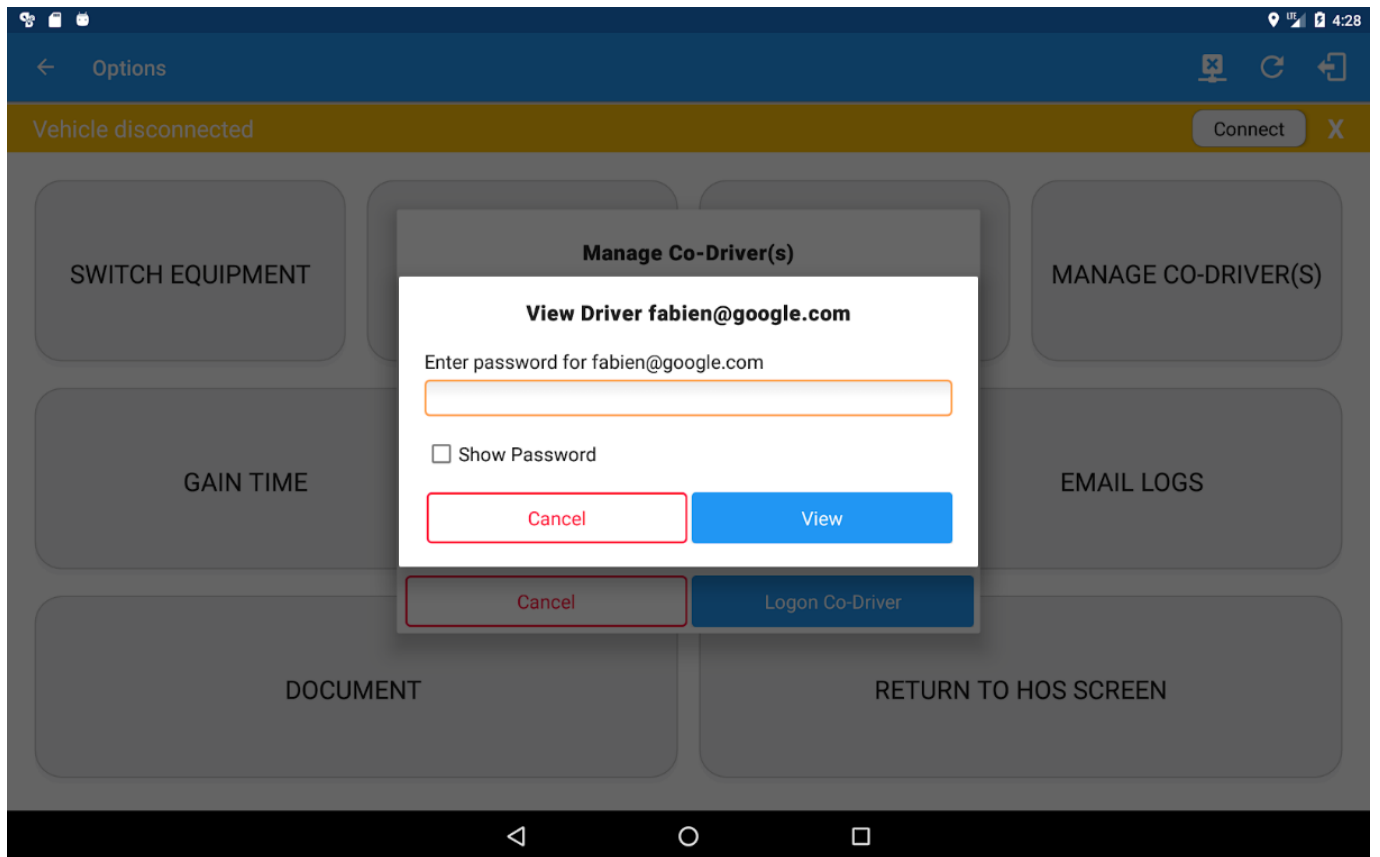 4:28
Options
Vehicle disconnected
Connect
X
SWITCH EQUIPMENT
MANAGE CO-DRIVER(S)
Manage Co-Driver(s)
View Driver fabien@google.com
Enter password for fabien@google.com
Show Password
Cancel
View
GAIN TIME
EMAIL LOGS
Cancel
Logon Co-Driver
DOCUMENT
RETURN TO HOS SCREEN